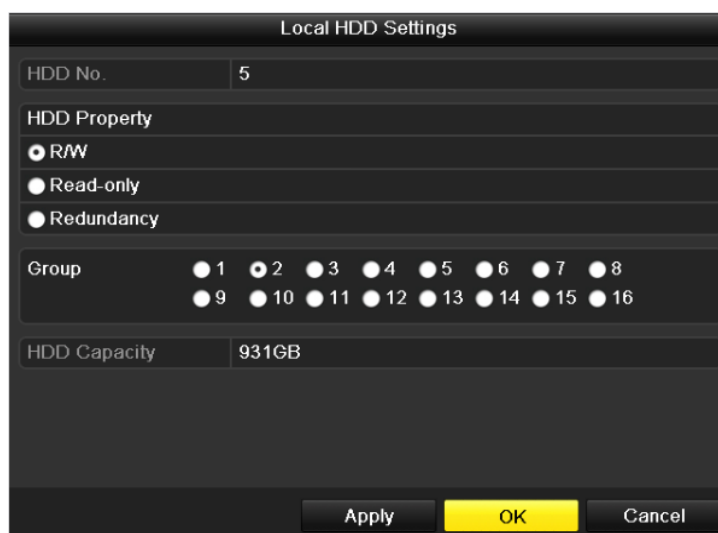 Local HDD Settings
HDD No. 5
HDD Property
R/W
Read-only
Redundancy
Group 1 2 3 4 5 6 7 8
9 10 11 12 13 14 15 16
HDD Capacity 931GB
Apply OK Cancel